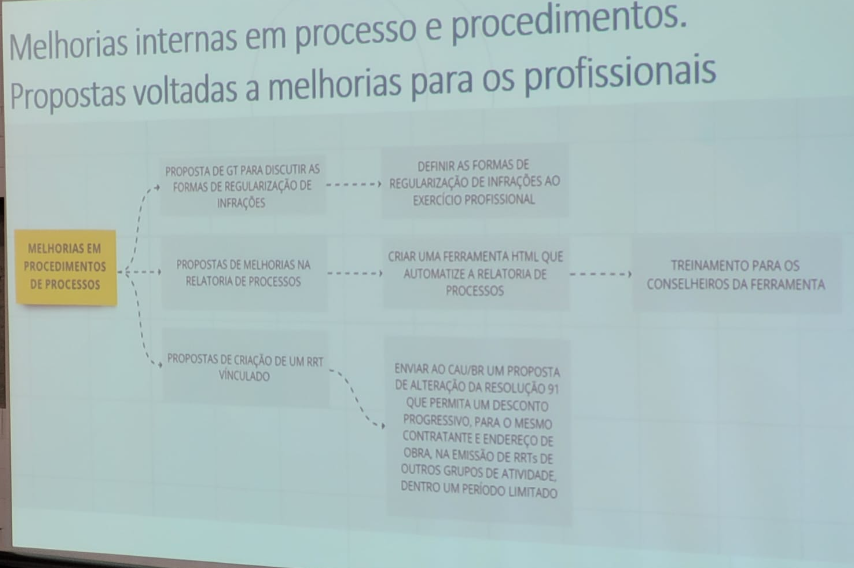 Melhorias internas em processo e procedimentos.
Propostas voltadas a melhorias para os profissionais
MELHORIAS EM
PROCEDIMENTOS
DE PROCESSOS
PROPOSTA DE GT PARA DISCUTIR AS
FORMAS DE REGULARIZAÇÃO DE
INFRAÇÕES
DEFINIR AS FORMAS DE
REGULARIZAÇÃO DE INFRAÇÕES AO
EXERCÍCIO PROFISSIONAL
PROPOSTAS DE MELHORIAS NA
RELATORIA DE PROCESSOS
CRIAR UMA FERRAMENTA HTML QUE
AUTOMATIZE A RELATORIA DE
PROCESSOS
TREINAMENTO PARA OS
CONSELHEIROS DA FERRAMENTA
PROPOSTAS DE CRIAÇÃO DE UM RRT
VÍNCULADO
ENVIAR AO CAU/BR UM PROPOSTA
DE ALTERAÇÃO DA RESOLUÇÃO 91
QUE PERMITA UM DESCONTO
PROGRESSIVO, PARA O MESMO
CONTRATANTE E ENDEREÇO DE
OBRA, NA EMISSÃO DE RRTs DE
OUTROS GRUPOS DE ATIVIDADE,
DENTRO UM PERÍODO LIMITADO